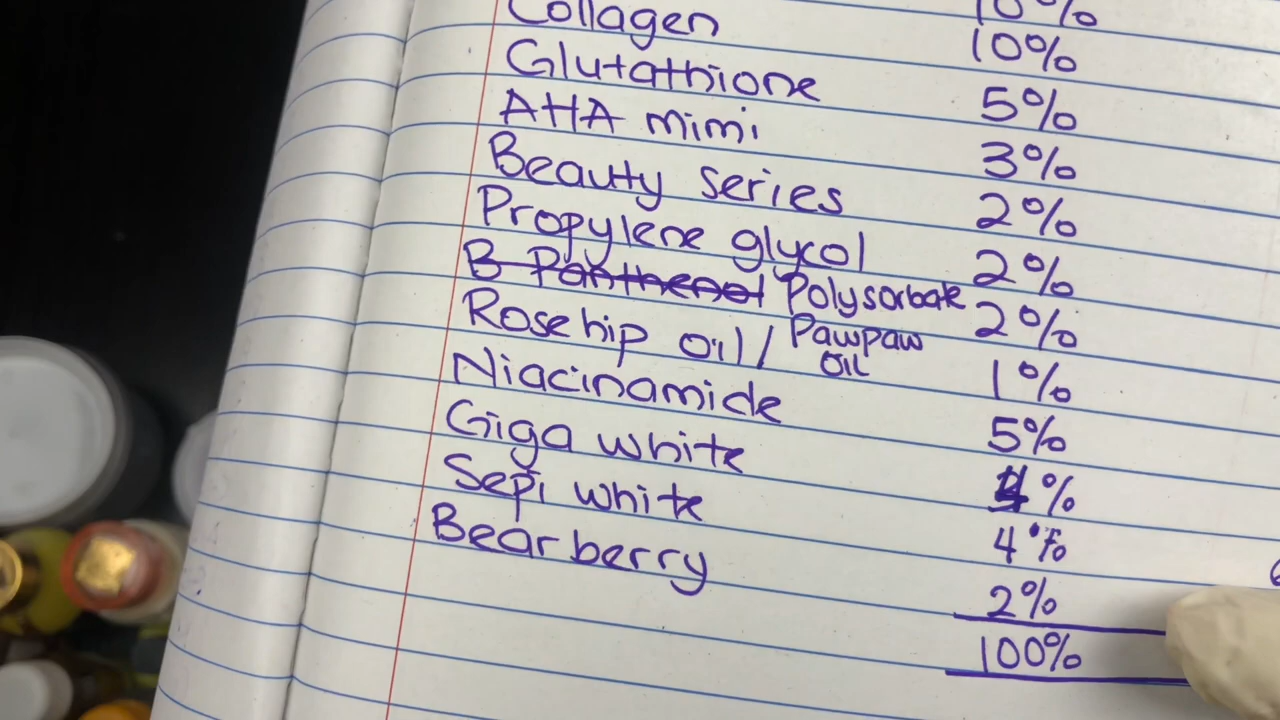 10%
Collagen 10%
Glutathione 5%
AHA mimi 3%
Beauty series 2%
Propylene glycol 2%
B Panthenol Polysorbate 2%
Rosehip oil / Pawpaw oil 1%
Niacinamide 5%
Giga white %
Sepi white 4%
Bearberry 2%
100%